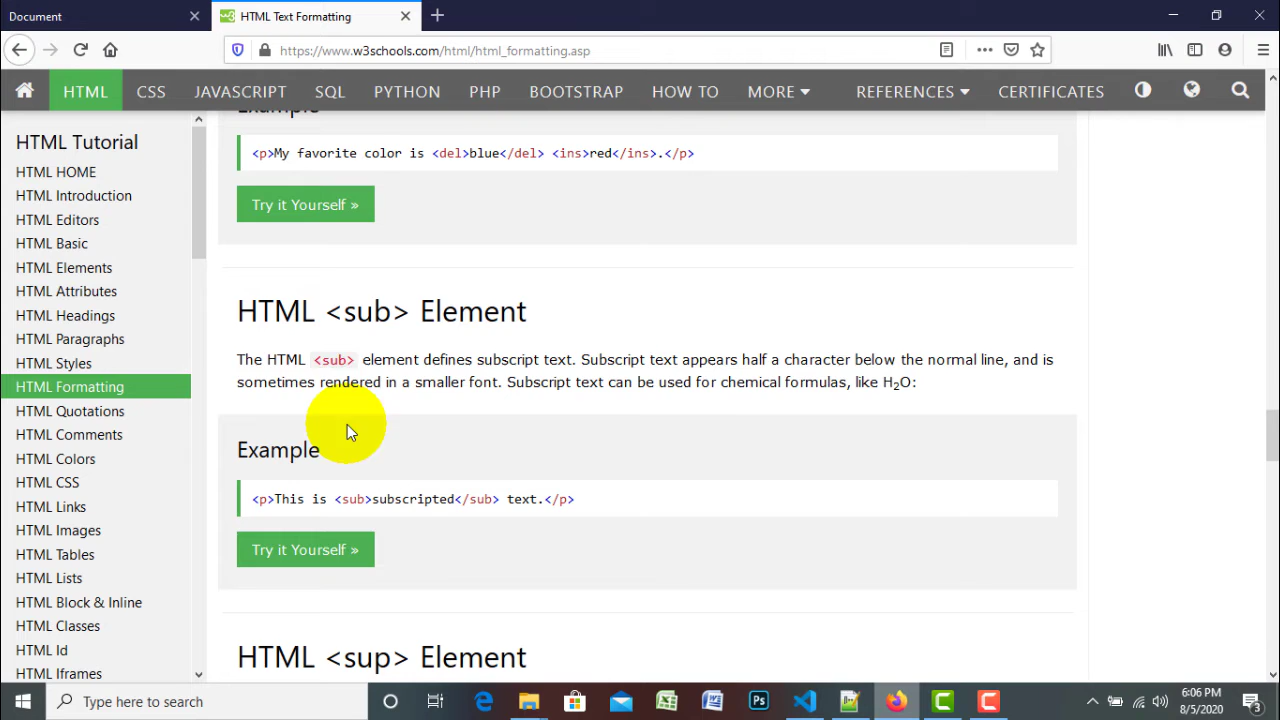 Document
HTML Text Formatting
https://www.w3schools.com/html/html_formatting.asp
HTML CSS JAVASCRIPT SQL PYTHON PHP BOOTSTRAP HOW TO MORE REFERENCES CERTIFICATES
HTML Tutorial
HTML HOME
HTML Introduction
HTML Editors
HTML Basic
HTML Elements
HTML Attributes
HTML Headings
HTML Paragraphs
HTML Styles
HTML Formatting
HTML Quotations
HTML Comments
HTML Colors
HTML CSS
HTML Links
HTML Images
HTML Tables
HTML Lists
HTML Block & Inline
HTML Classes
HTML Id
HTML Iframes
Example
<p>My favorite color is <del>blue</del> <ins>red</ins>.</p>
Try it Yourself »
HTML <sub> Element
The HTML <sub> element defines subscript text. Subscript text appears half a character below the normal line, and is
sometimes rendered in a smaller font. Subscript text can be used for chemical formulas, like H₂O:
Example
<p>This is <sub>subscripted</sub> text.</p>
Try it Yourself »
HTML <sup> Element
Type here to search
6:06 PM
8/5/2020
3